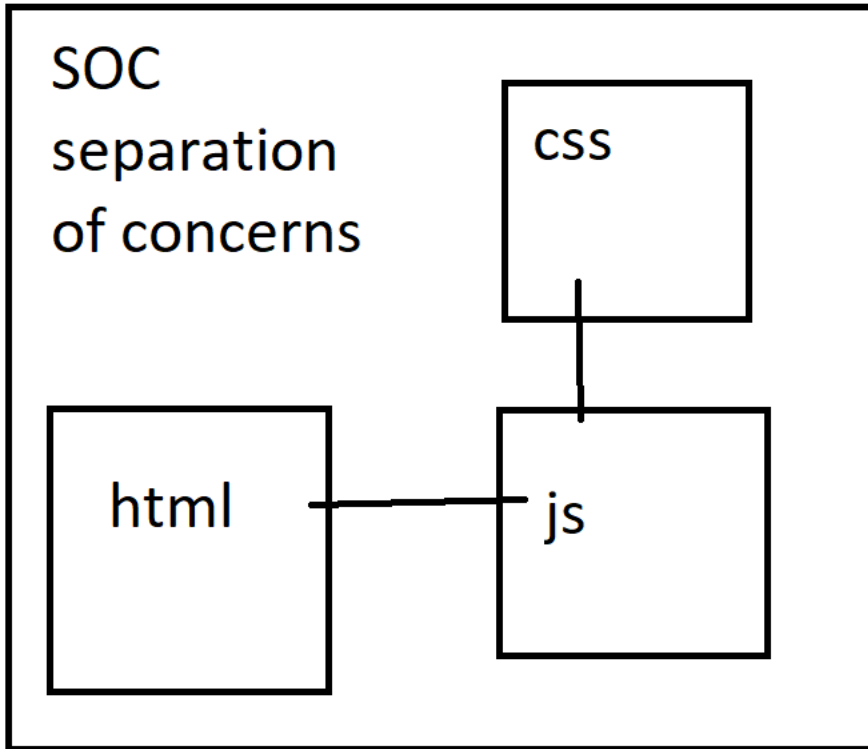 SOC
separation
of concerns
css
html
js